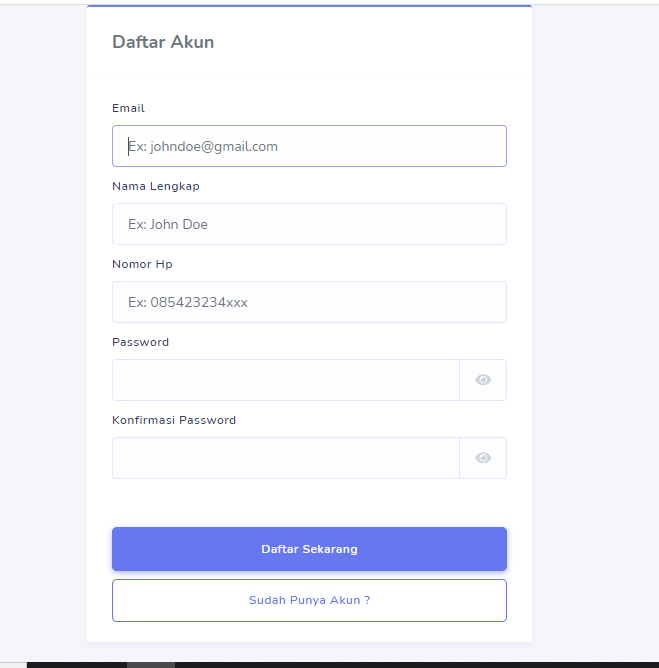 Daftar Akun
Email
Ex: johndoe@gmail.com
Nama Lengkap
Ex: John Doe
Nomor Hp
Ex: 085423234xxx
Password
Konfirmasi Password
Daftar Sekarang
Sudah Punya Akun ?